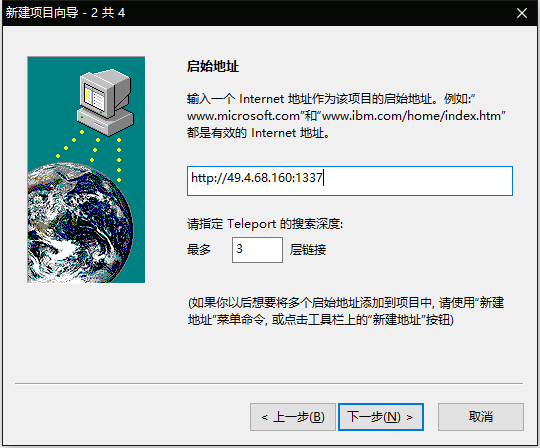 新建项目向导 - 2 共 4
启始地址
输入一个 Internet 地址作为该项目的启始地址。例如:“
www.microsoft.com”和“www.ibm.com/home/index.htm”
都是有效的 Internet 地址。
http://49.4.68.160:1337
请指定 Teleport 的搜索深度:
最多 3 层链接
(如果你以后想要将多个启始地址添加到项目中, 请使用“新建
地址”菜单命令, 或点击工具栏上的“新建地址”按钮)
< 上一步(B) 下一步(N) > 取消